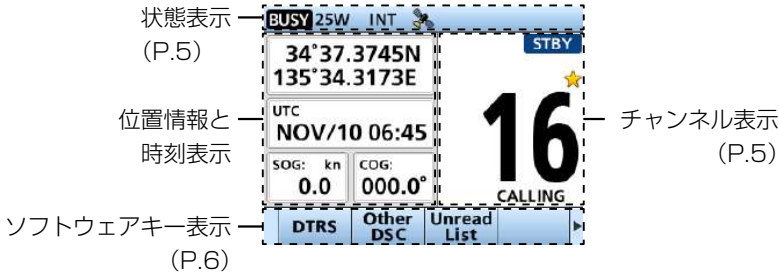 状態表示
(P.5)
位置情報と
時刻表示
ソフトウェアキー表示
(P.6)
BUSY 25W INT
34°37.3745N
135°34.3173E
UTC
NOV/10 06:45
SOG: kn
0.0
COG:
000.0°
STBY
16
CALLING
DTRS
Other
DSC
Unread
List
チャンネル表示
(P.5)